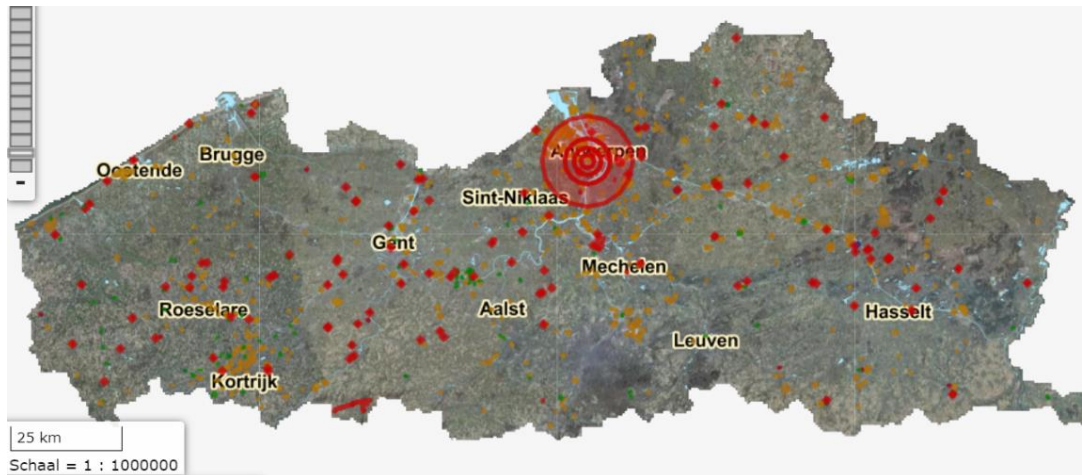 Antwerpen
Brugge
Oostende
Sint-Niklaas
Gent
Mechelen
Roeselare
Aalst
Hasselt
Leuven
Kortrijk
-
25 km
Schaal = 1 : 1000000